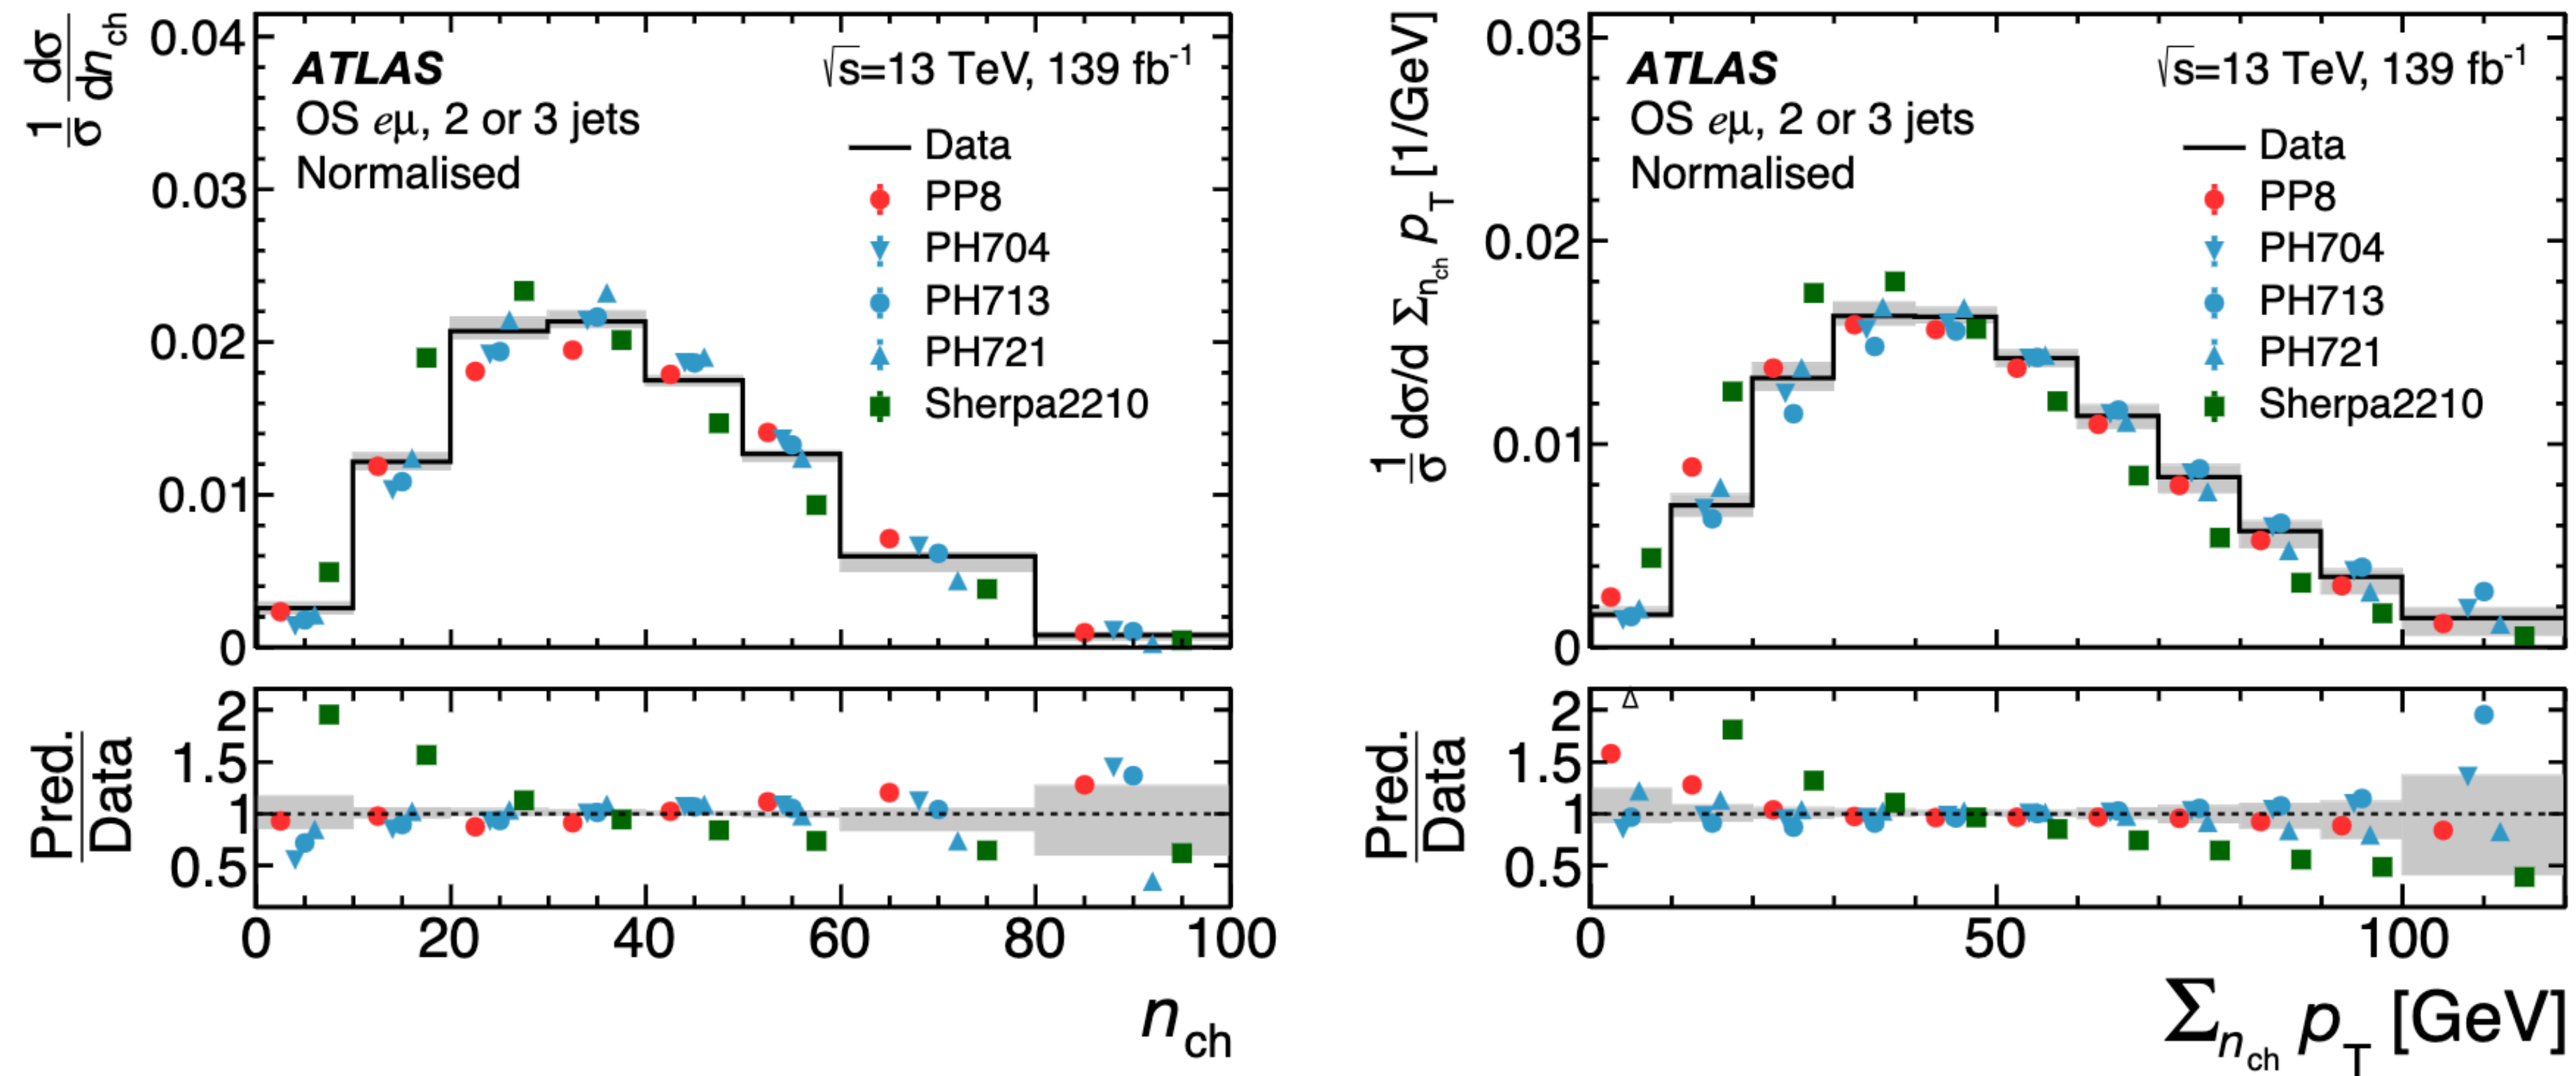 1/σ dσ/dn_ch
0.04
0.03
0.02
0.01
0
ATLAS
√s=13 TeV, 139 fb⁻¹
OS eμ, 2 or 3 jets
Normalised
Data
PP8
PH704
PH713
PH721
Sherpa2210
Pred.
Data
2
1.5
1
0.5
0 20 40 60 80 100
n_ch
1/σ dσ/d Σ_n_ch p_T [1/GeV]
0.03
0.02
0.01
0
ATLAS
√s=13 TeV, 139 fb⁻¹
OS eμ, 2 or 3 jets
Normalised
Data
PP8
PH704
PH713
PH721
Sherpa2210
Pred.
Data
2
1.5
1
0.5
0 50 100
Σ_n_ch p_T [GeV]